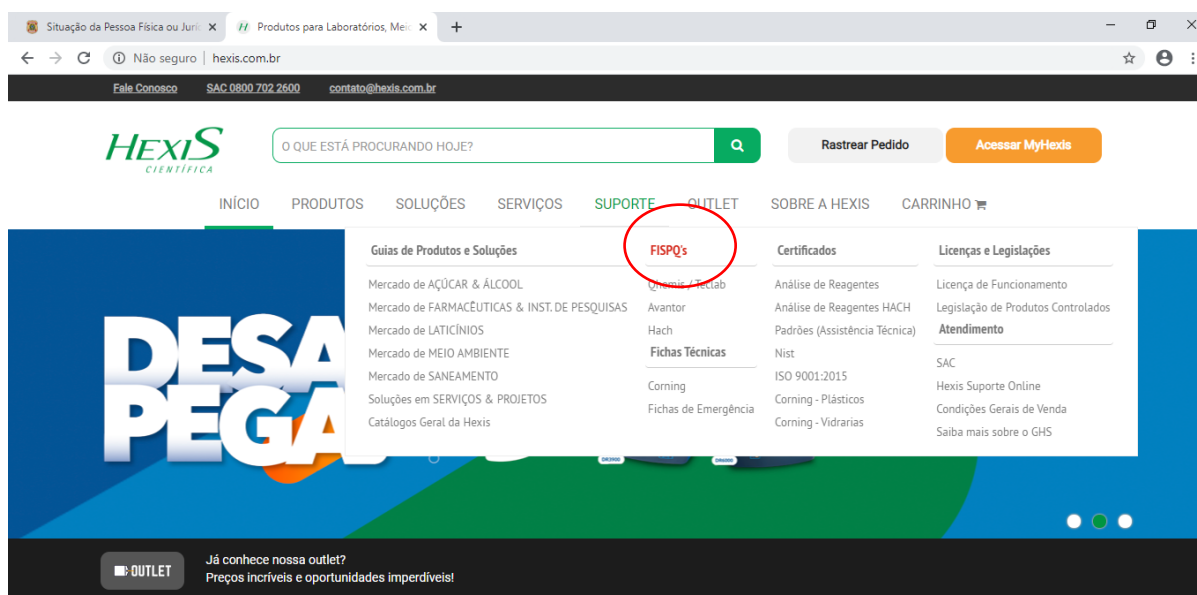 Situação da Pessoa Física ou Jurí
Produtos para Laboratórios, Meio
Não seguro | hexis.com.br
Fale Conosco SAC 0800 702 2600 contato@hexis.com.br
HEXIS
CIENTÍFICA
O QUE ESTÁ PROCURANDO HOJE?
Rastrear Pedido
Acessar MyHexis
INÍCIO PRODUTOS SOLUÇÕES SERVIÇOS SUPORTE OUTLET SOBRE A HEXIS CARRINHO
Guias de Produtos e Soluções
Mercado de AÇÚCAR & ÁLCOOL
Mercado de FARMACÊUTICAS & INST. DE PESQUISAS
Mercado de LATICÍNIOS
Mercado de MEIO AMBIENTE
Mercado de SANEAMENTO
Soluções em SERVIÇOS & PROJETOS
Catálogos Geral da Hexis
FISPQ's
Qhemis / Teclab
Avantor
Hach
Fichas Técnicas
Corning
Fichas de Emergência
Certificados
Análise de Reagentes
Análise de Reagentes HACH
Padrões (Assistência Técnica)
Nist
ISO 9001:2015
Corning - Plásticos
Corning - Vidrarias
Licenças e Legislações
Licença de Funcionamento
Legislação de Produtos Controlados
Atendimento
SAC
Hexis Suporte Online
Condições Gerais de Venda
Saiba mais sobre o GHS
DESA
PEGA
DR3900
DR6000
OUTLET
Já conhece nossa outlet?
Preços incríveis e oportunidades imperdíveis!